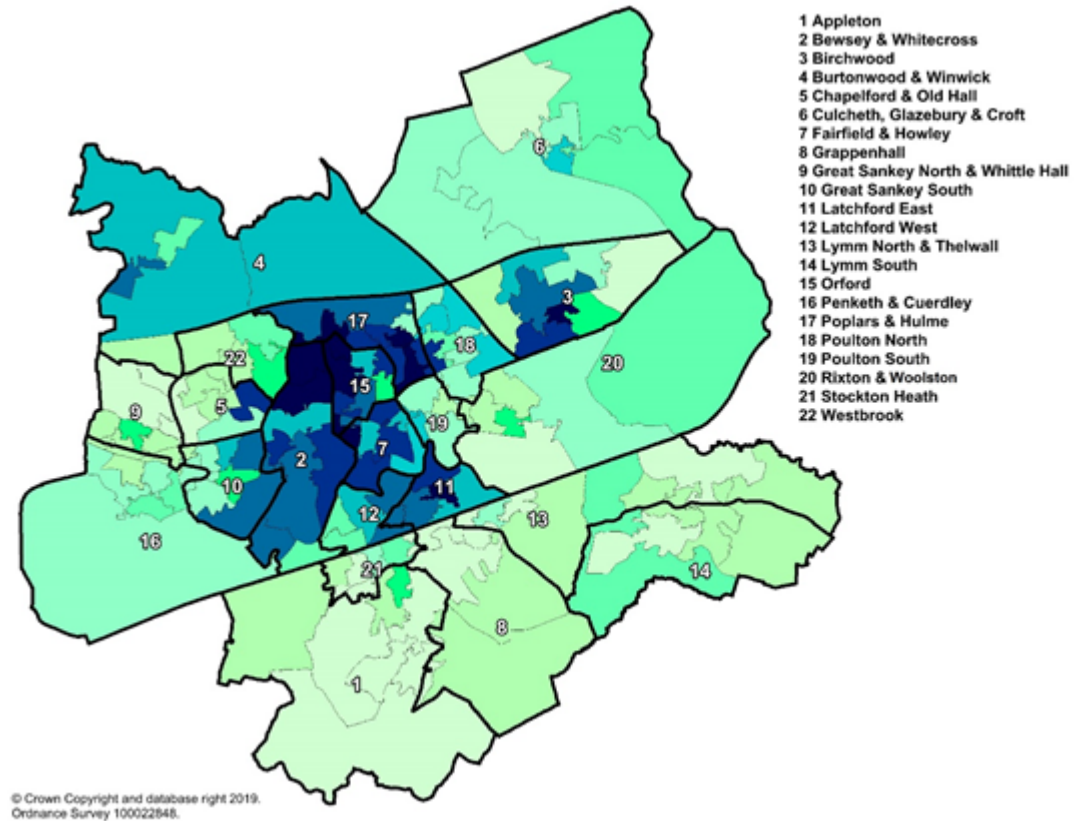 1 Appleton
2 Bewsey & Whitecross
3 Birchwood
4 Burtonwood & Winwick
5 Chapelford & Old Hall
6 Culcheth, Glazebury & Croft
7 Fairfield & Howley
8 Grappenhall
9 Great Sankey North & Whittle Hall
10 Great Sankey South
11 Latchford East
12 Latchford West
13 Lymm North & Thelwall
14 Lymm South
15 Orford
16 Penketh & Cuerdley
17 Poplars & Hulme
18 Poulton North
19 Poulton South
20 Rixton & Woolston
21 Stockton Heath
22 Westbrook
6
4
3
17
18
22
20
15
5
9
19
7
2
10
11
12
13
16
21
14
8
1
© Crown Copyright and database right 2019.
Ordnance Survey 100022848.